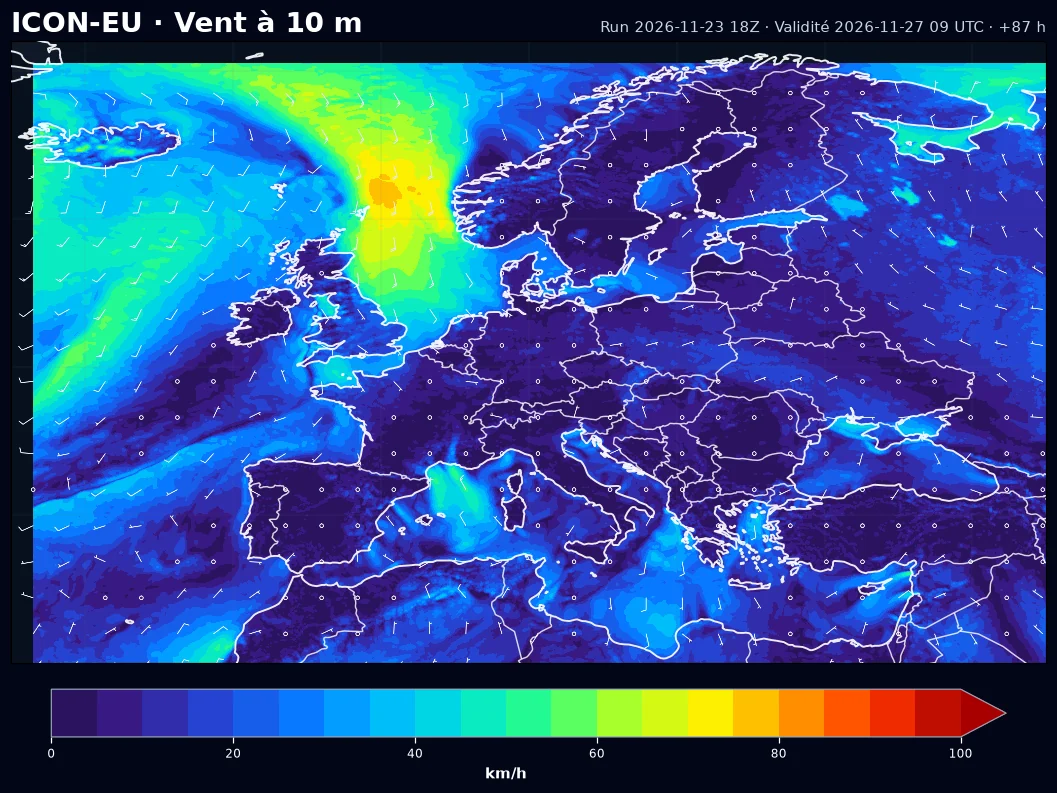 ICON-EU · Vent à 10 m
Run 2026-11-23 18Z · Validité 2026-11-27 09 UTC · +87 h
0 20 40 60 80 100
km/h